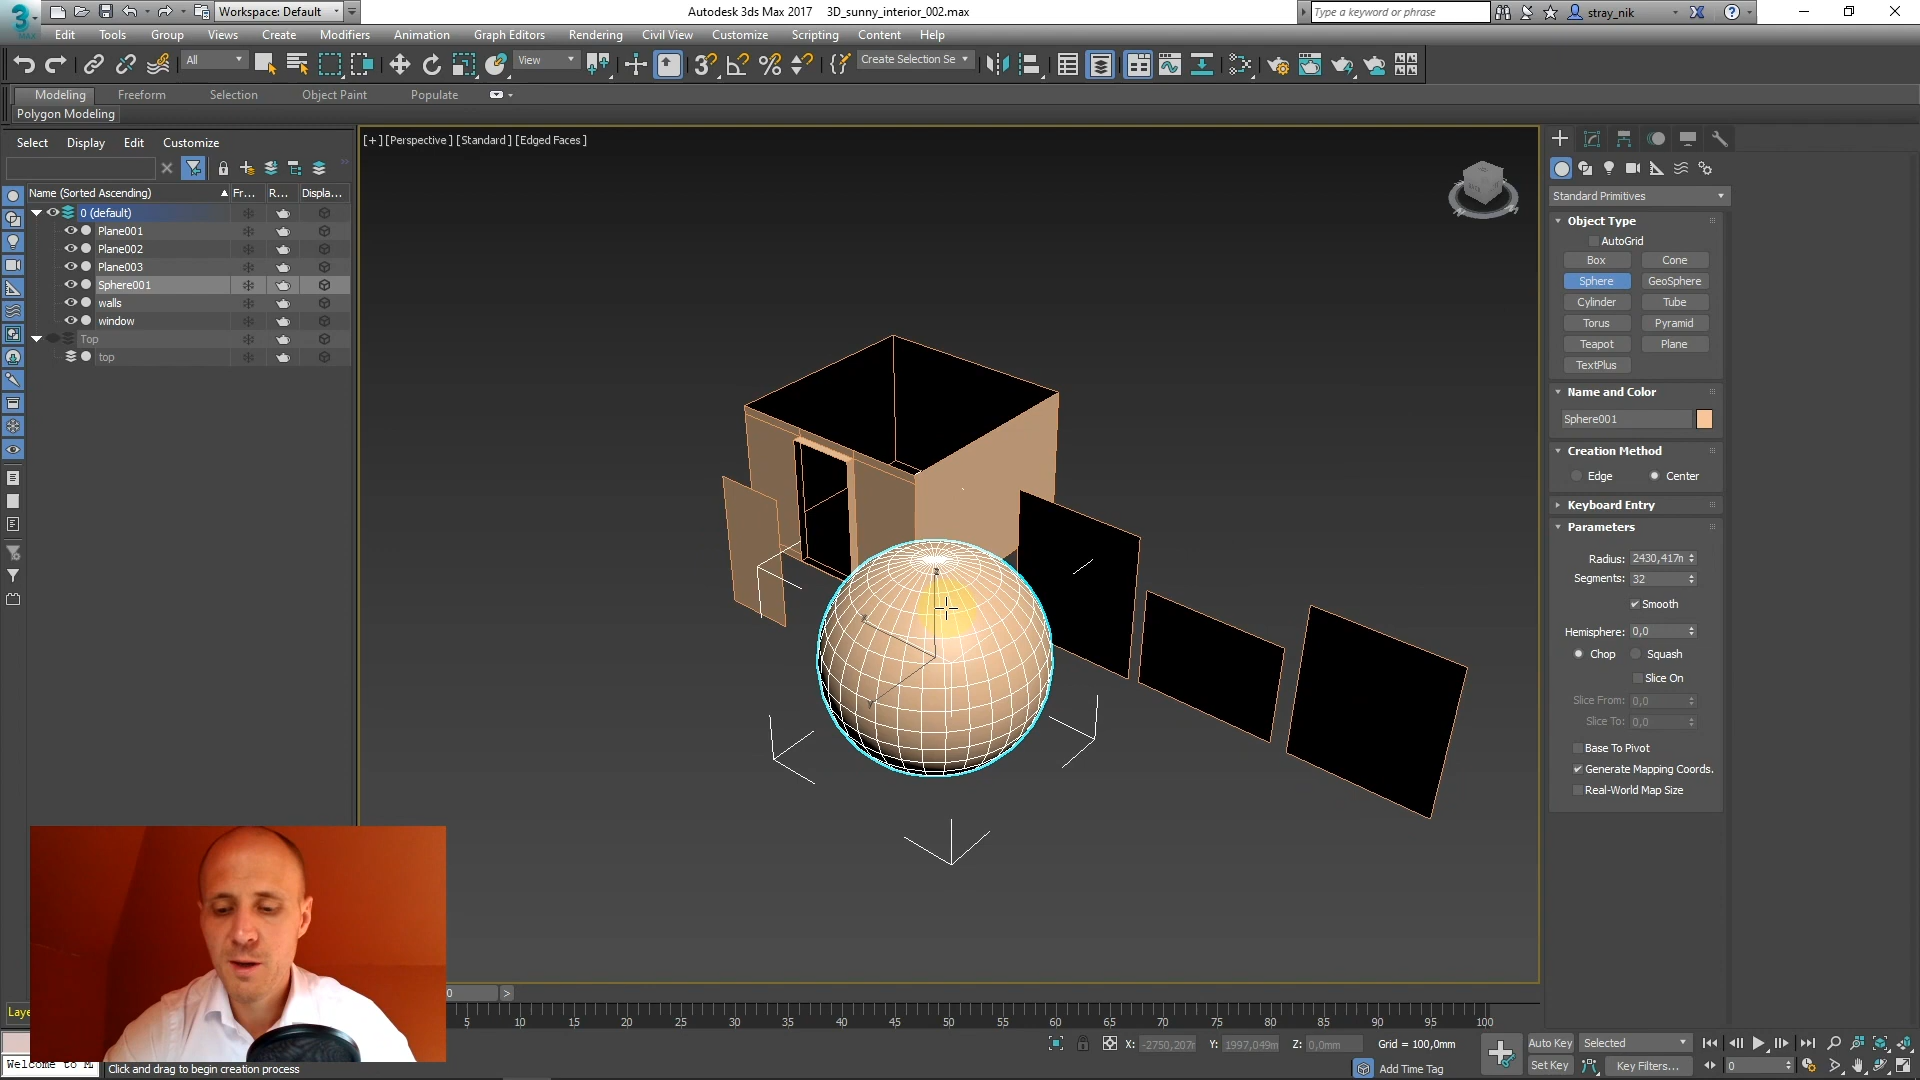 Workspace: Default
Autodesk 3ds Max 2017    3D_sunny_interior_002.max
Type a keyword or phrase
stray_nik
MAX
Edit Tools Group Views Create Modifiers Animation Graph Editors Rendering Civil View Customize Scripting Content Help
All
View
Create Selection Se
Modeling Freeform Selection Object Paint Populate
Polygon Modeling
Select Display Edit Customize
[+] [Perspective ] [Standard ] [Edged Faces ]
Name (Sorted Ascending) Fr... R... Displa...
0 (default)
Plane001
Plane002
Plane003
Sphere001
walls
window
Top
top
Standard Primitives
Object Type
AutoGrid
Box Cone
Sphere GeoSphere
Cylinder Tube
Torus Pyramid
Teapot Plane
TextPlus
Name and Color
Sphere001
Creation Method
Edge Center
Keyboard Entry
Parameters
Radius: 2430,417m
Segments: 32
Smooth
Hemisphere: 0,0
Chop Squash
Slice On
Slice From: 0,0
Slice To: 0,0
Base To Pivot
Generate Mapping Coords.
Real-World Map Size
0 >
Laye
5 10 15 20 25 30 35 40 45 50 55 60 65 70 75 80 85 90 95 100
X: -2750,207m Y: 1997,049m Z: 0,0mm Grid = 100,0mm
Auto Key Selected
Welcome to M
Click and drag to begin creation process
Add Time Tag
Set Key Key Filters... 0